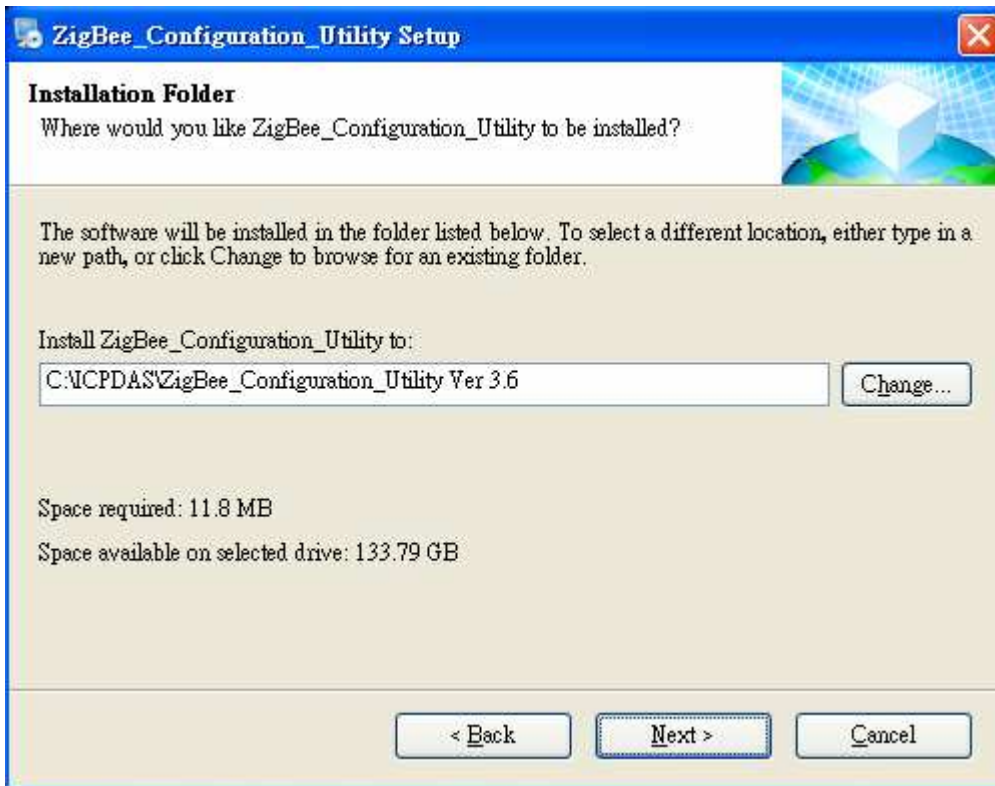 ZigBee_Configuration_Utility Setup
Installation Folder
Where would you like ZigBee_Configuration_Utility to be installed?
The software will be installed in the folder listed below. To select a different location, either type in a
new path, or click Change to browse for an existing folder.
Install ZigBee_Configuration_Utility to:
C:\ICPDAS\ZigBee_Configuration_Utility Ver 3.6
Change...
Space required: 11.8 MB
Space available on selected drive: 133.79 GB
< Back
Next >
Cancel